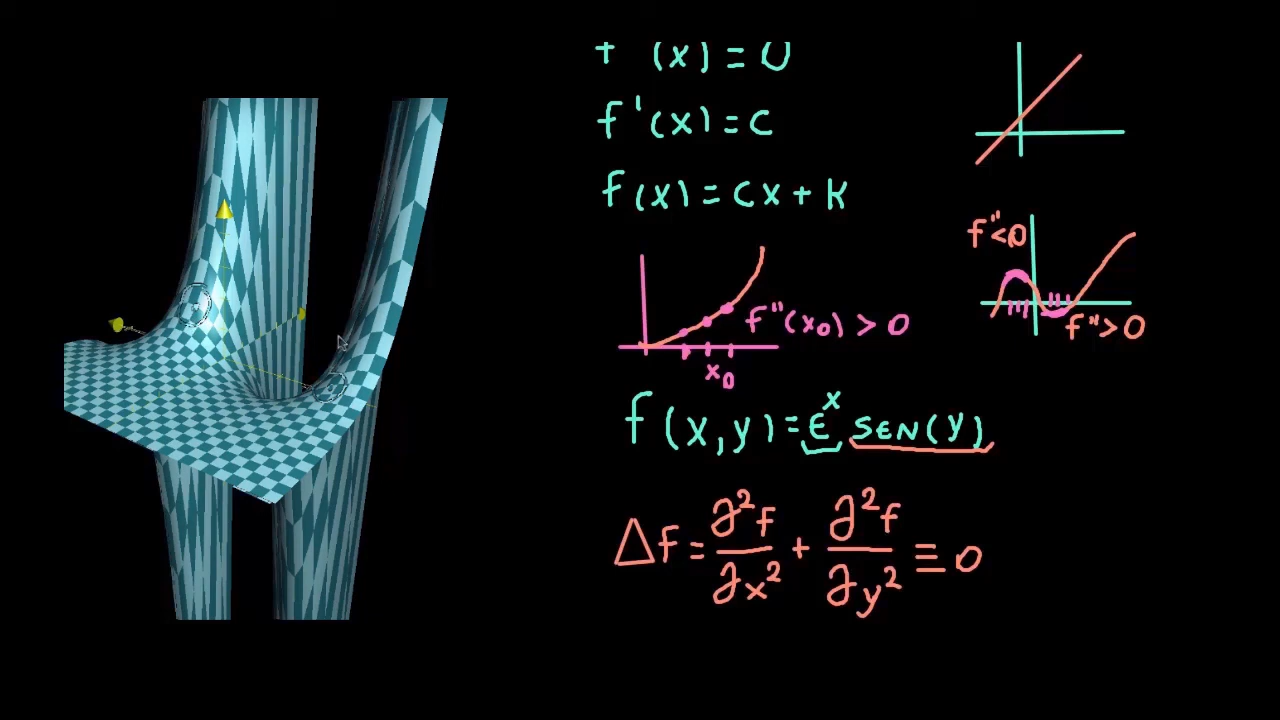 (x) = 0
f'(x) = c
f(x) = cx + k
f''<0
f''(x₀) > 0
f''>0
x₀
f(x,y) = eˣ SEN(y)
Δf = ∂²f/∂x² + ∂²f/∂y² ≡ 0